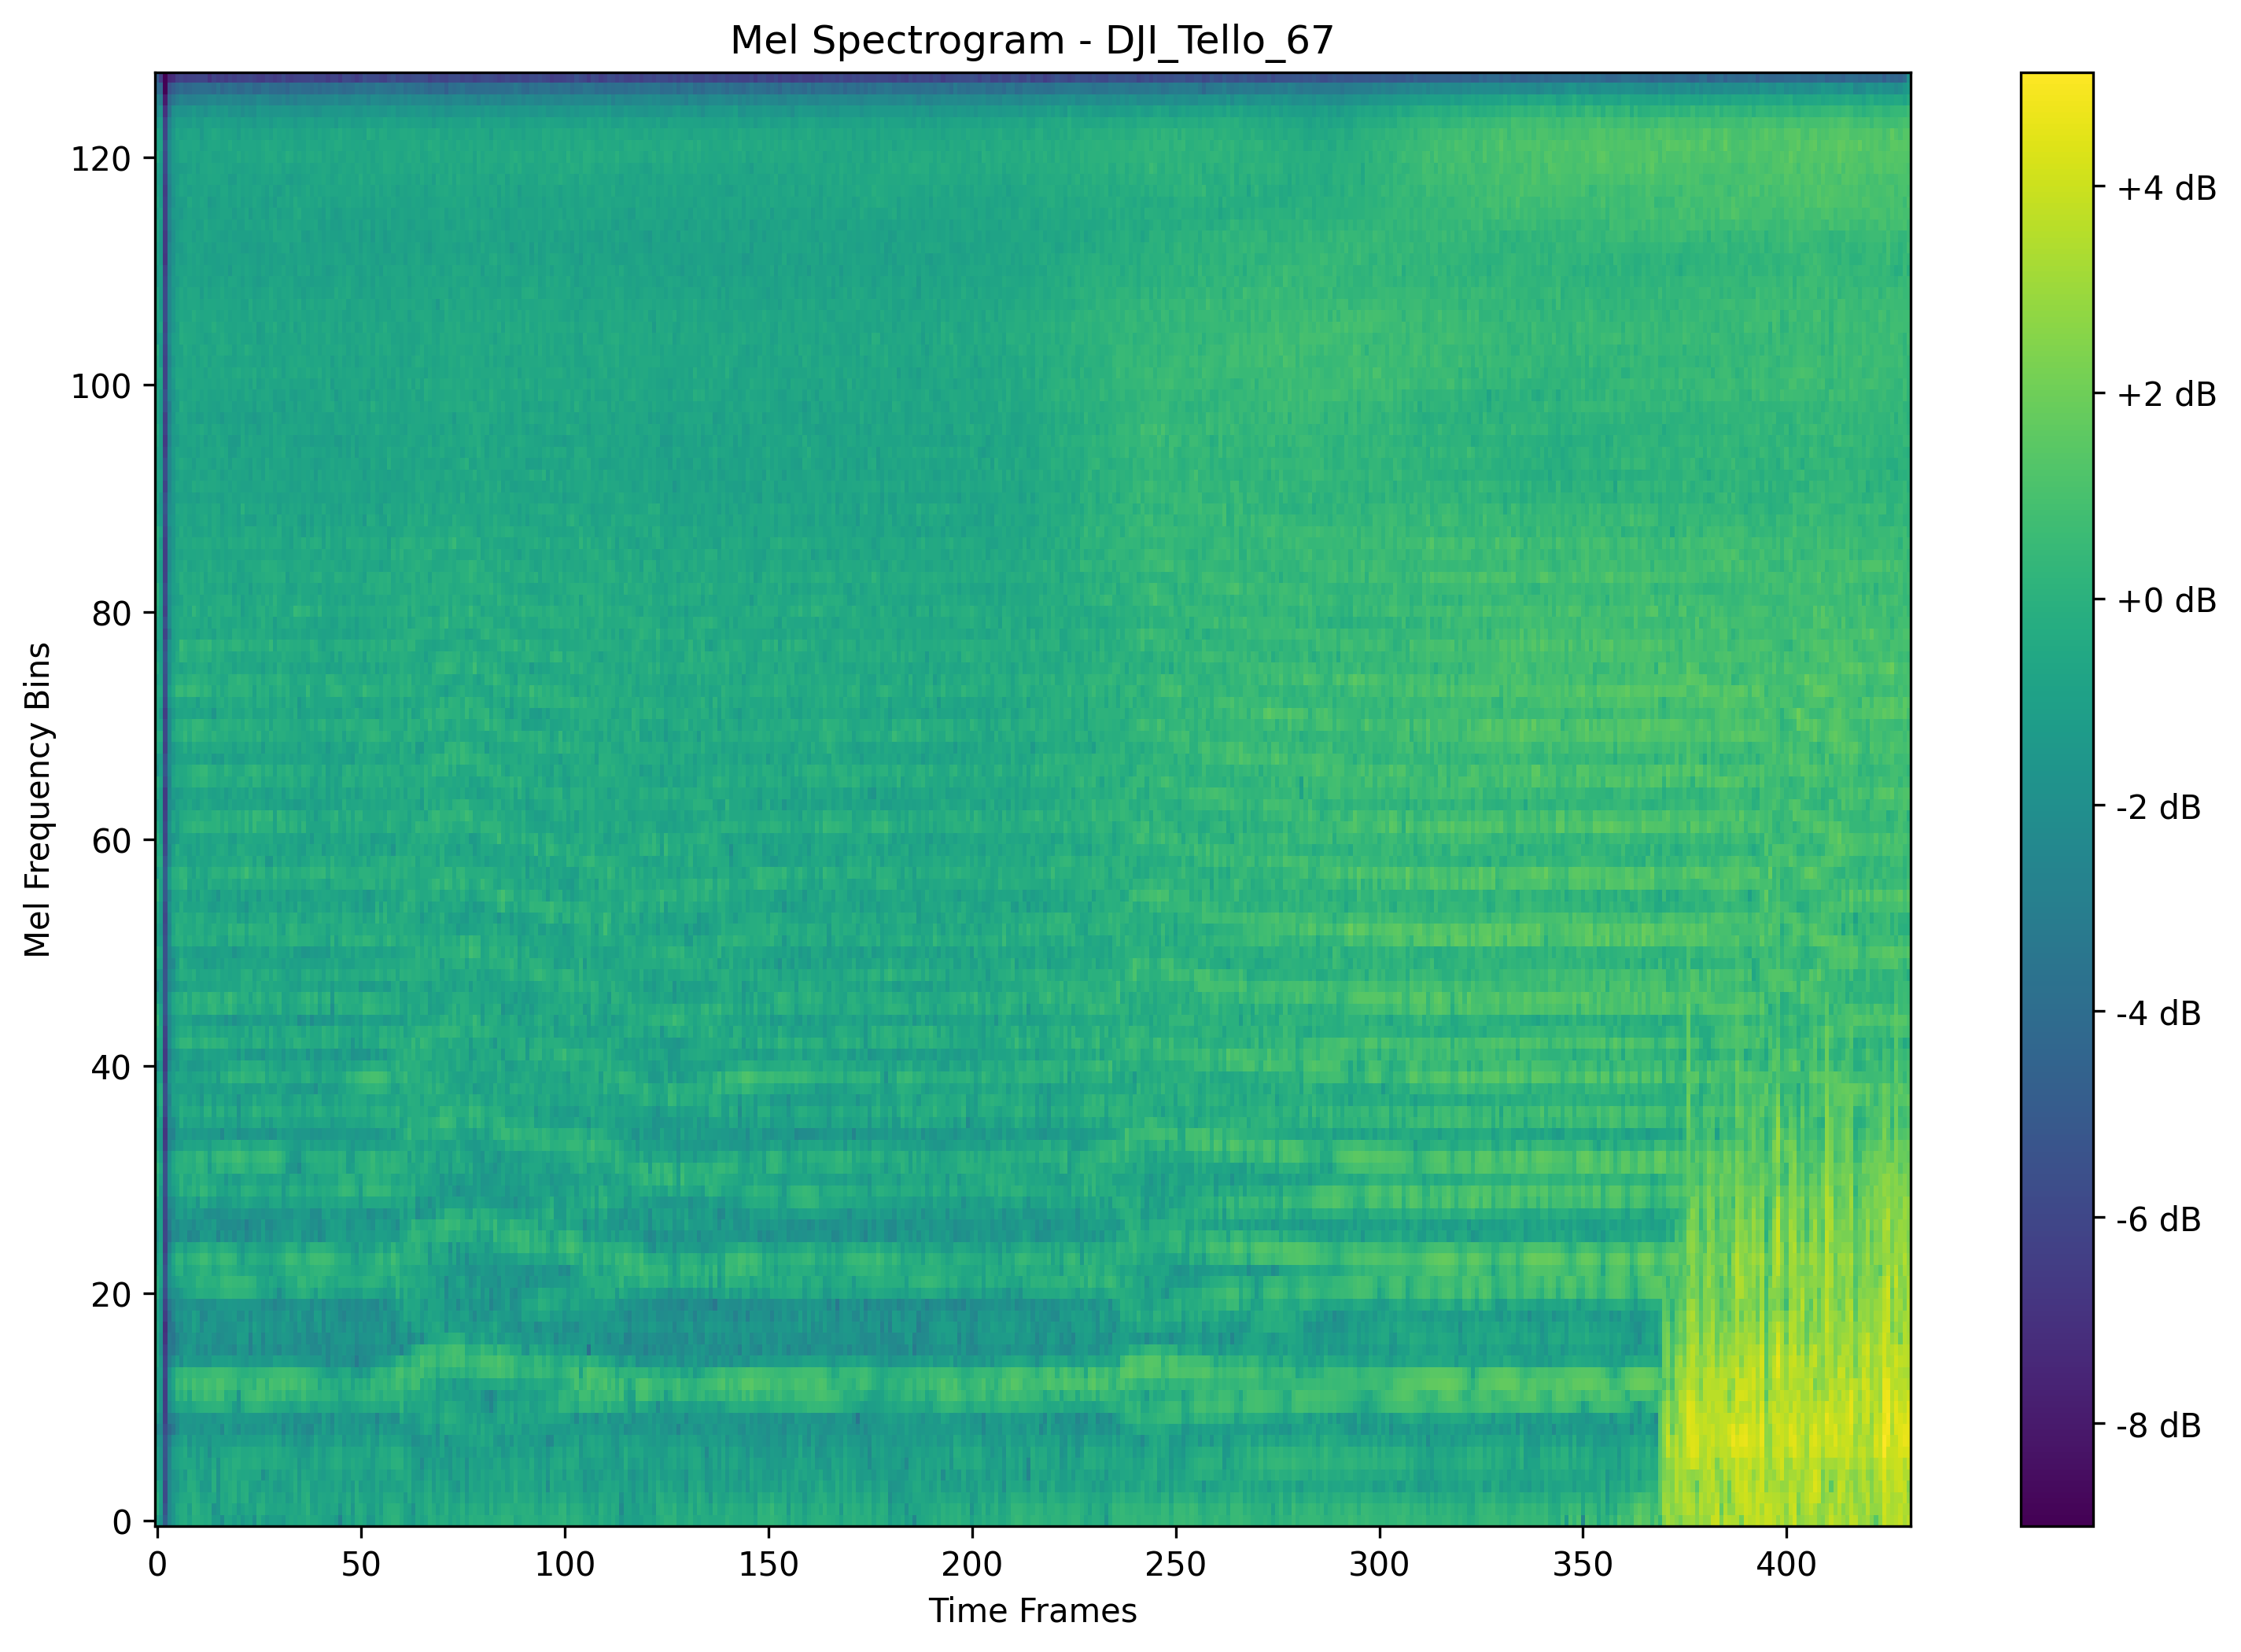 Mel Spectrogram - DJI_Tello_67
Mel Frequency Bins
120
100
80
60
40
20
0
0 50 100 150 200 250 300 350 400
Time Frames
+4 dB
+2 dB
+0 dB
-2 dB
-4 dB
-6 dB
-8 dB